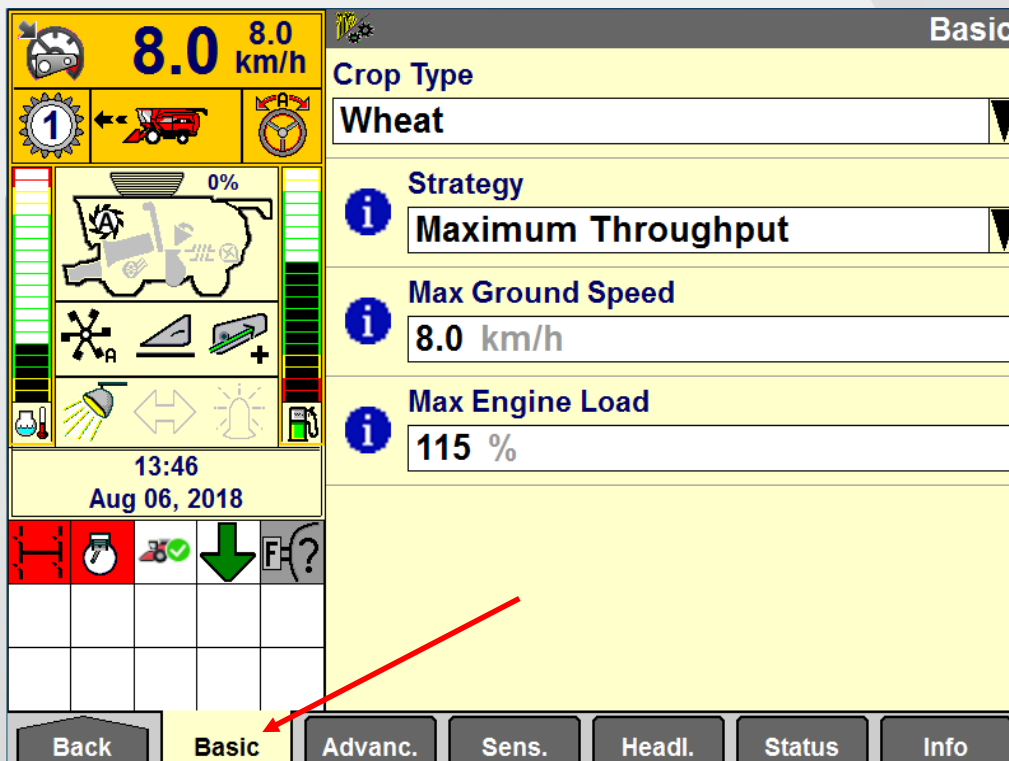 8.0 8.0
km/h
1
A
0%
A
A
13:46
Aug 06, 2018
F ?
Basic
Crop Type
Wheat
Strategy
Maximum Throughput
Max Ground Speed
8.0 km/h
Max Engine Load
115 %
Back Basic Advanc. Sens. Headl. Status Info